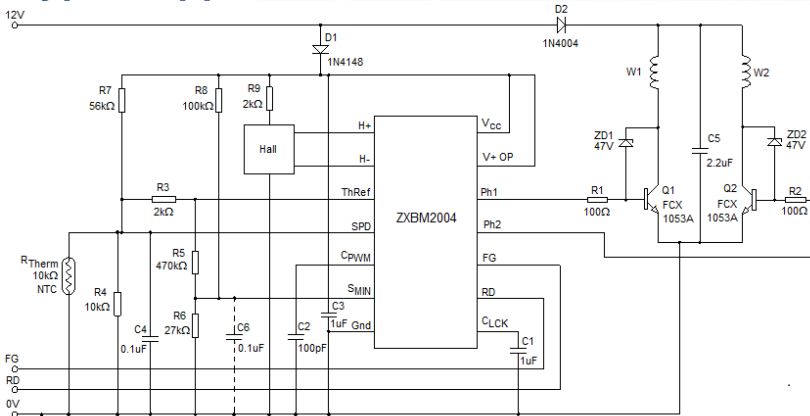 12V
D1
1N4148
D2
1N4004
R7
56kΩ
R8
100kΩ
R9
2kΩ
Hall
H+
H-
ThRef
SPD
CPWM
SMIN
Gnd
ZXBM2004
Vcc
V+ OP
Ph1
Ph2
FG
RD
CLCK
W1
W2
ZD1
47V
ZD2
47V
C5
2.2uF
R1
100Ω
Q1
FCX
1053A
Q2
FCX
1053A
R2
100Ω
R3
2kΩ
R5
470kΩ
RTherm
10kΩ
NTC
R4
10kΩ
C4
0.1uF
R6
27kΩ
C6
0.1uF
C2
100pF
C3
1uF
C1
1uF
FG
RD
0V